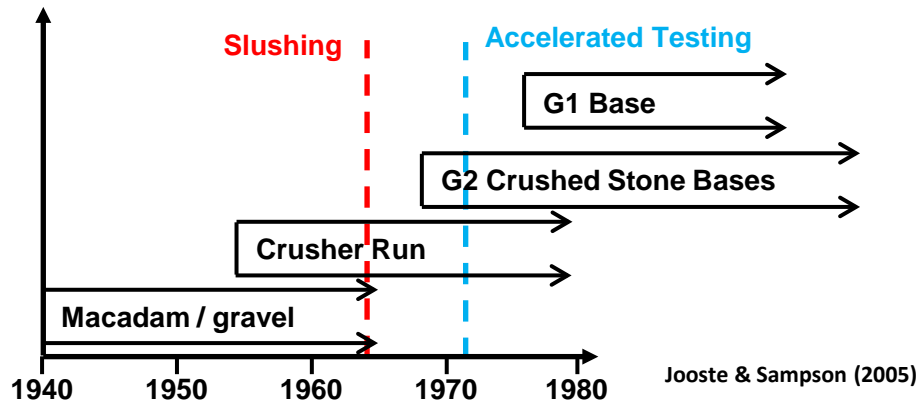 Slushing
Accelerated Testing
G1 Base
G2 Crushed Stone Bases
Crusher Run
Macadam / gravel
1940 1950 1960 1970 1980
Jooste & Sampson (2005)